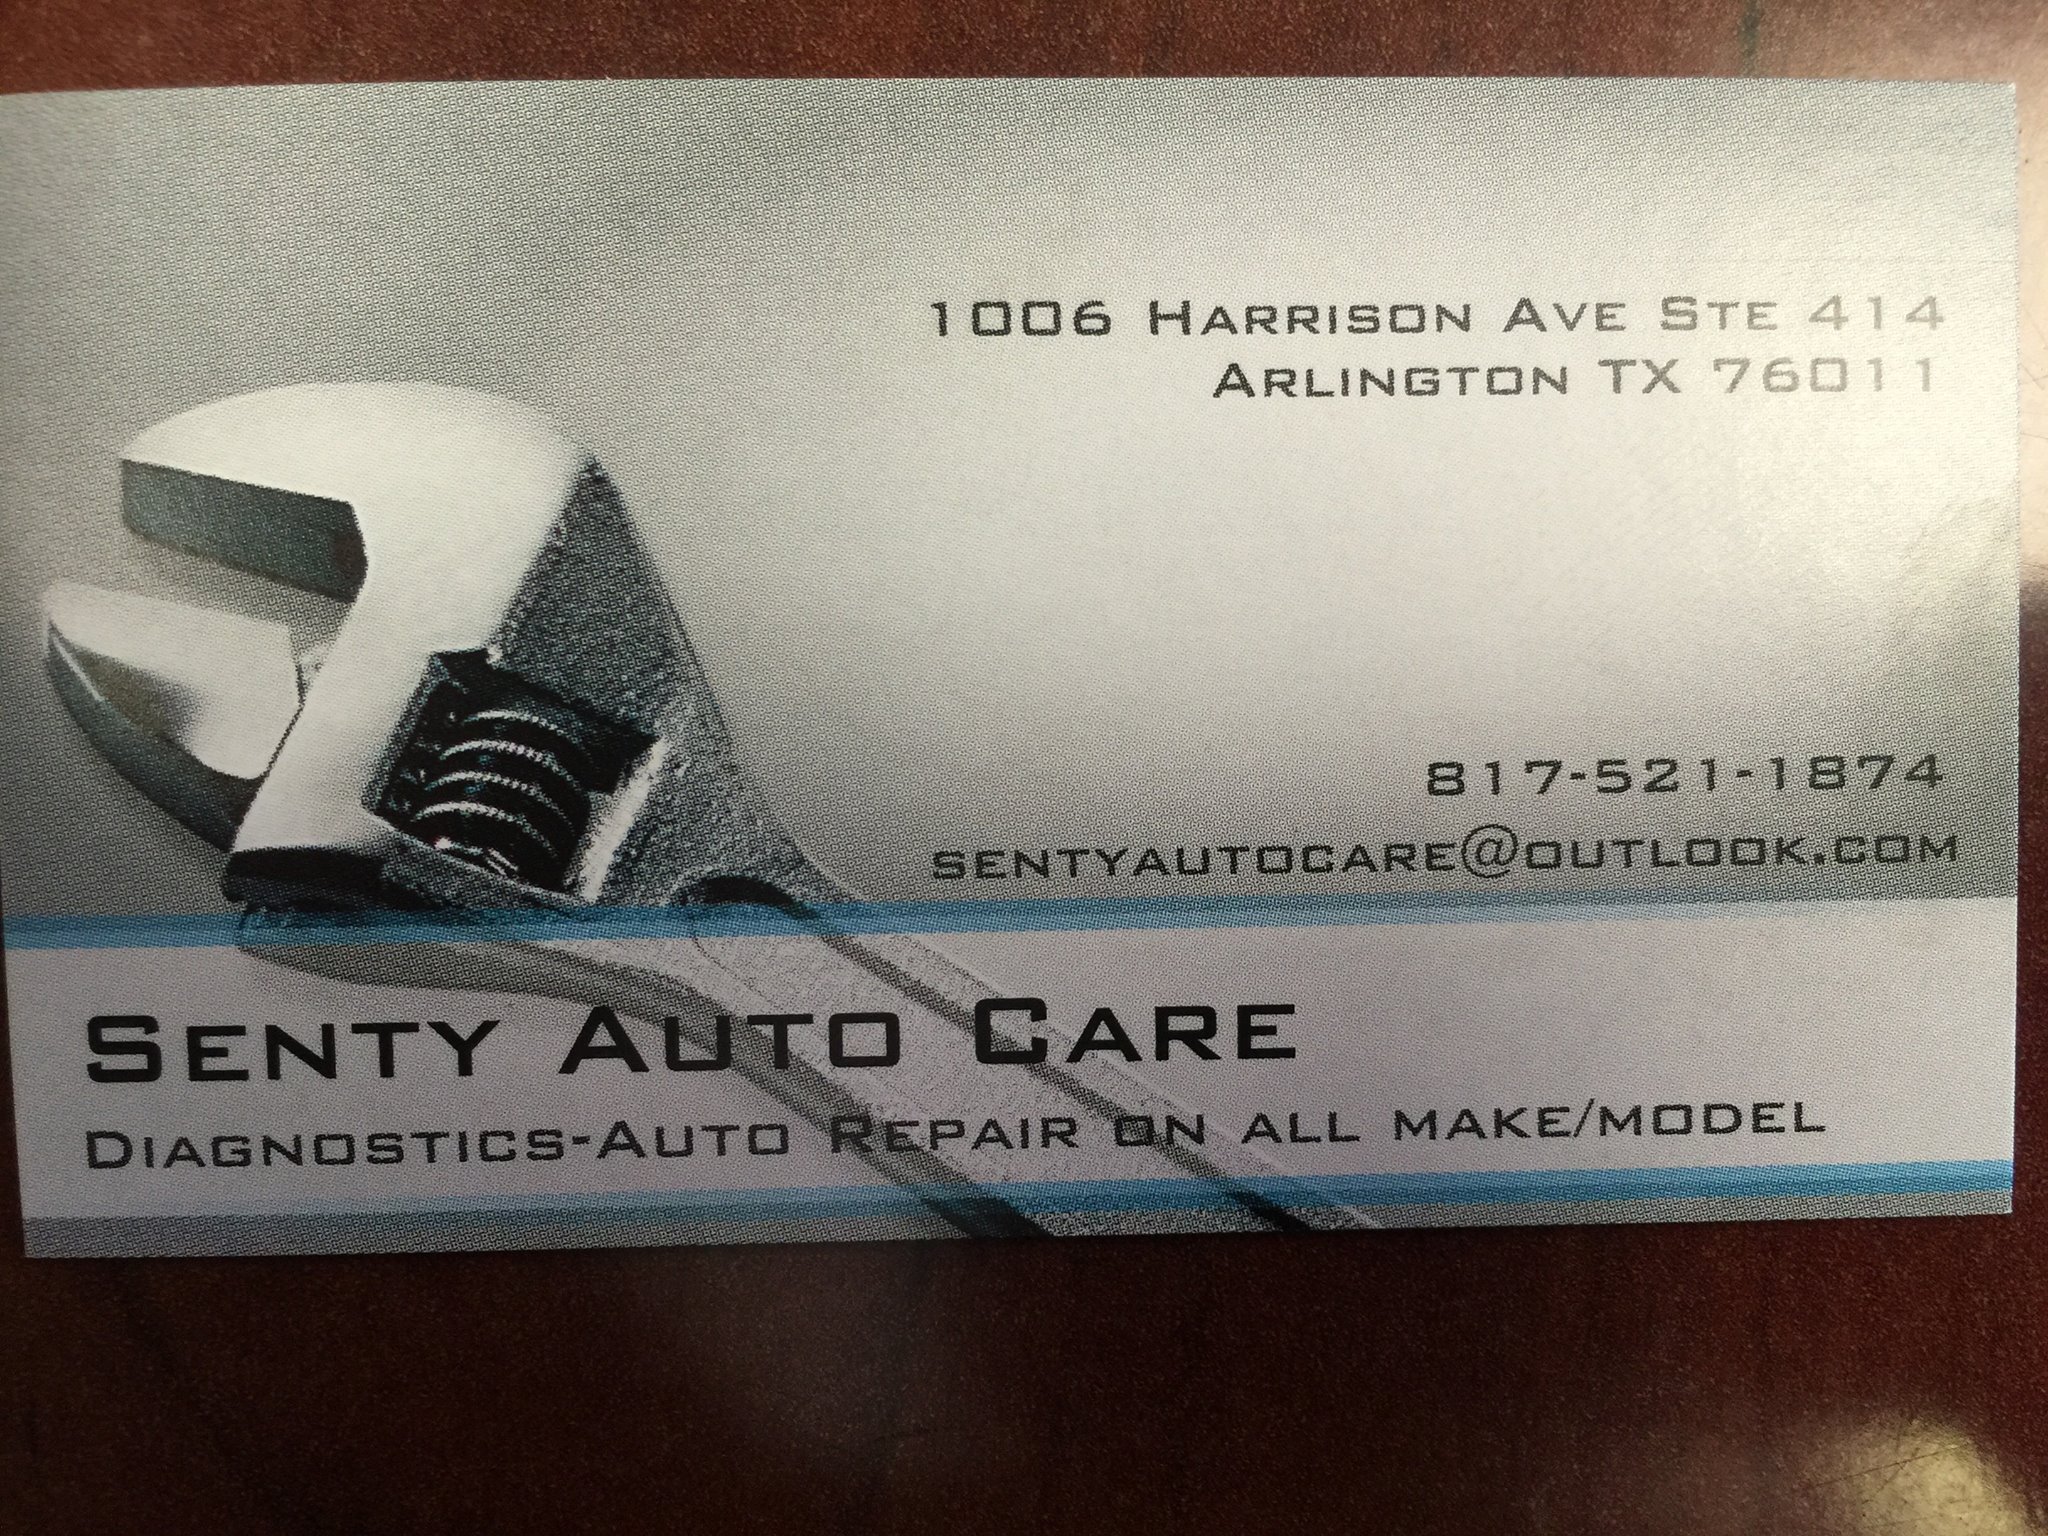 1006 Harrison Ave Ste 414
Arlington TX 76011
817-521-1874
sentyautocare@outlook.com
Senty Auto Care
Diagnostics-Auto Repair on all make/model